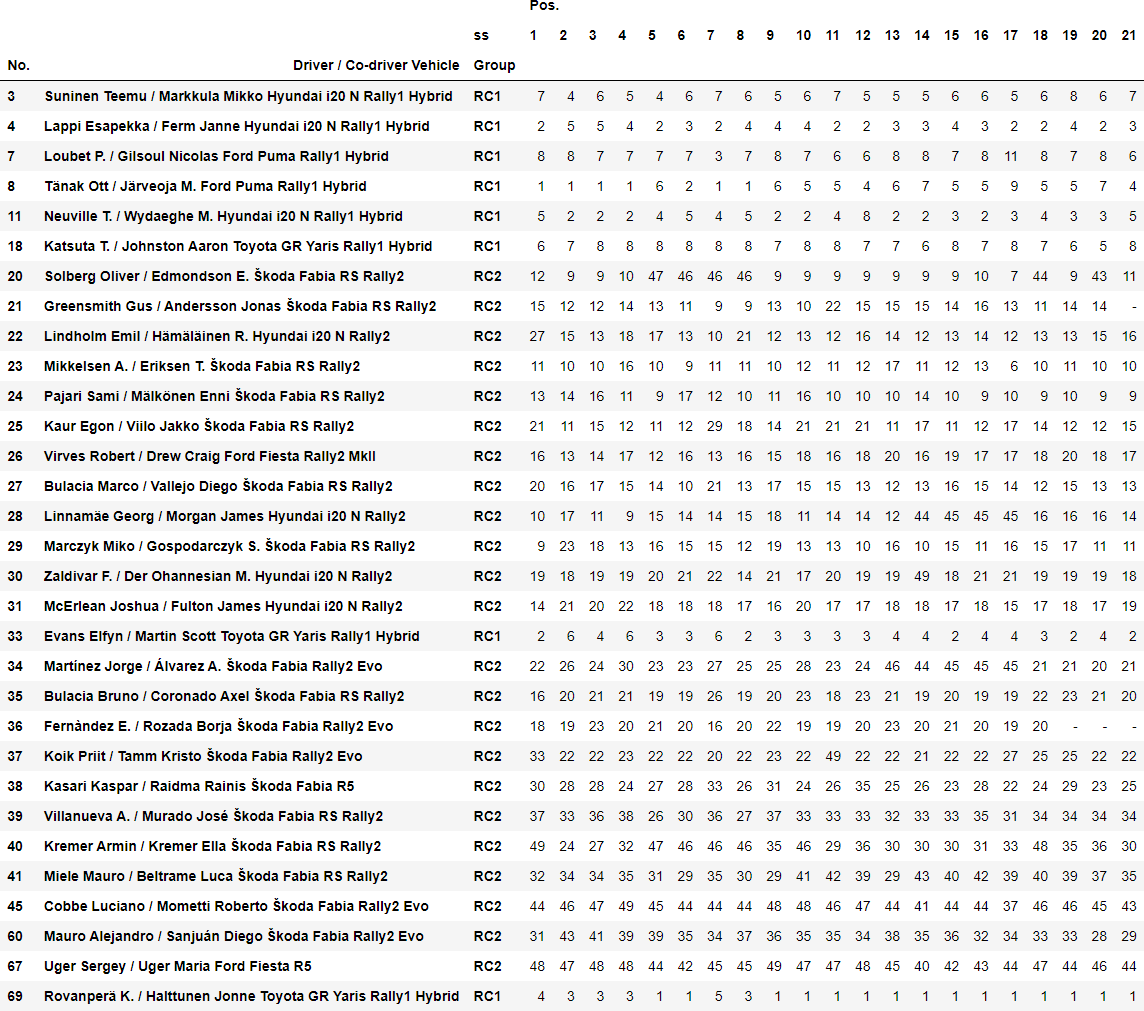 Pos.
ss 1 2 3 4 5 6 7 8 9 10 11 12 13 14 15 16 17 18 19 20 21
No. Driver / Co-driver Vehicle Group
3 Suninen Teemu / Markkula Mikko Hyundai i20 N Rally1 Hybrid RC1 7 4 6 5 4 6 7 6 5 6 7 5 5 5 6 6 5 6 8 6 7
4 Lappi Esapekka / Ferm Janne Hyundai i20 N Rally1 Hybrid RC1 2 5 5 4 2 3 2 4 4 4 2 2 3 3 4 3 2 2 4 2 3
7 Loubet P. / Gilsoul Nicolas Ford Puma Rally1 Hybrid RC1 8 8 7 7 7 7 3 7 8 7 6 6 8 8 7 8 11 8 7 8 6
8 Tänak Ott / Järveoja M. Ford Puma Rally1 Hybrid RC1 1 1 1 1 6 2 1 1 6 5 5 4 6 7 5 5 9 5 5 7 4
11 Neuville T. / Wydaeghe M. Hyundai i20 N Rally1 Hybrid RC1 5 2 2 2 4 5 4 5 2 2 4 8 2 2 3 2 3 4 3 3 5
18 Katsuta T. / Johnston Aaron Toyota GR Yaris Rally1 Hybrid RC1 6 7 8 8 8 8 8 8 7 8 8 7 7 6 8 7 8 7 6 5 8
20 Solberg Oliver / Edmondson E. Škoda Fabia RS Rally2 RC2 12 9 9 10 47 46 46 46 9 9 9 9 9 9 9 10 7 44 9 43 11
21 Greensmith Gus / Andersson Jonas Škoda Fabia RS Rally2 RC2 15 12 12 14 13 11 9 9 13 10 22 15 15 15 14 16 13 11 14 14 -
22 Lindholm Emil / Hämäläinen R. Hyundai i20 N Rally2 RC2 27 15 13 18 17 13 10 21 12 13 12 16 14 12 13 14 12 13 13 15 16
23 Mikkelsen A. / Eriksen T. Škoda Fabia RS Rally2 RC2 11 10 10 16 10 9 11 11 10 12 11 12 17 11 12 13 6 10 11 10 10
24 Pajari Sami / Mälkönen Enni Škoda Fabia RS Rally2 RC2 13 14 16 11 9 17 12 10 11 16 10 10 10 14 10 9 10 9 10 9 9
25 Kaur Egon / Viilo Jakko Škoda Fabia RS Rally2 RC2 21 11 15 12 11 12 29 18 14 21 21 21 11 17 11 12 17 14 12 12 15
26 Virves Robert / Drew Craig Ford Fiesta Rally2 MkII RC2 16 13 14 17 12 16 13 16 15 18 16 18 20 16 19 17 17 18 20 18 17
27 Bulacia Marco / Vallejo Diego Škoda Fabia RS Rally2 RC2 20 16 17 15 14 10 21 13 17 15 15 13 12 13 16 15 14 12 15 13 13
28 Linnamäe Georg / Morgan James Hyundai i20 N Rally2 RC2 10 17 11 9 15 14 14 15 18 11 14 14 12 44 45 45 45 16 16 16 14
29 Marczyk Miko / Gospodarczyk S. Škoda Fabia RS Rally2 RC2 9 23 18 13 16 15 15 12 19 13 13 10 16 10 15 11 16 15 17 11 11
30 Zaldivar F. / Der Ohannesian M. Hyundai i20 N Rally2 RC2 19 18 19 19 20 21 22 14 21 17 20 19 19 49 18 21 21 19 19 19 18
31 McErlean Joshua / Fulton James Hyundai i20 N Rally2 RC2 14 21 20 22 18 18 18 17 16 20 17 17 18 18 17 18 15 17 18 17 19
33 Evans Elfyn / Martin Scott Toyota GR Yaris Rally1 Hybrid RC1 2 6 4 6 3 3 6 2 3 3 3 3 4 4 2 4 4 3 2 4 2
34 Martínez Jorge / Álvarez A. Škoda Fabia Rally2 Evo RC2 22 26 24 30 23 23 27 25 25 28 23 24 46 44 45 45 45 21 21 20 21
35 Bulacia Bruno / Coronado Axel Škoda Fabia RS Rally2 RC2 16 20 21 21 19 19 26 19 20 23 18 23 21 19 20 19 19 22 23 21 20
36 Fernàndez E. / Rozada Borja Škoda Fabia Rally2 Evo RC2 18 19 23 20 21 20 16 20 22 19 19 20 23 20 21 20 19 20 - - -
37 Koik Priit / Tamm Kristo Škoda Fabia Rally2 Evo RC2 33 22 22 23 22 22 20 22 23 22 49 22 22 21 22 22 27 25 25 22 22
38 Kasari Kaspar / Raidma Rainis Škoda Fabia R5 RC2 30 28 28 24 27 28 33 26 31 24 26 35 25 26 23 28 22 24 29 23 25
39 Villanueva A. / Murado José Škoda Fabia RS Rally2 RC2 37 33 36 38 26 30 36 27 37 33 33 33 32 33 33 35 31 34 34 34 34
40 Kremer Armin / Kremer Ella Škoda Fabia RS Rally2 RC2 49 24 27 32 47 46 46 46 35 46 29 36 30 30 30 31 33 48 35 36 30
41 Miele Mauro / Beltrame Luca Škoda Fabia RS Rally2 RC2 32 34 34 35 31 29 35 30 29 41 42 39 29 43 40 42 39 40 39 37 35
45 Cobbe Luciano / Mometti Roberto Škoda Fabia Rally2 Evo RC2 44 46 47 49 45 44 44 44 48 48 46 47 44 41 44 44 37 46 46 45 43
60 Mauro Alejandro / Sanjuán Diego Škoda Fabia Rally2 Evo RC2 31 43 41 39 39 35 34 37 36 35 35 34 38 35 36 32 34 33 33 28 29
67 Uger Sergey / Uger Maria Ford Fiesta R5 RC2 48 47 48 48 44 42 45 45 49 47 47 48 45 40 42 43 44 47 44 46 44
69 Rovanperä K. / Halttunen Jonne Toyota GR Yaris Rally1 Hybrid RC1 4 3 3 3 1 1 5 3 1 1 1 1 1 1 1 1 1 1 1 1 1